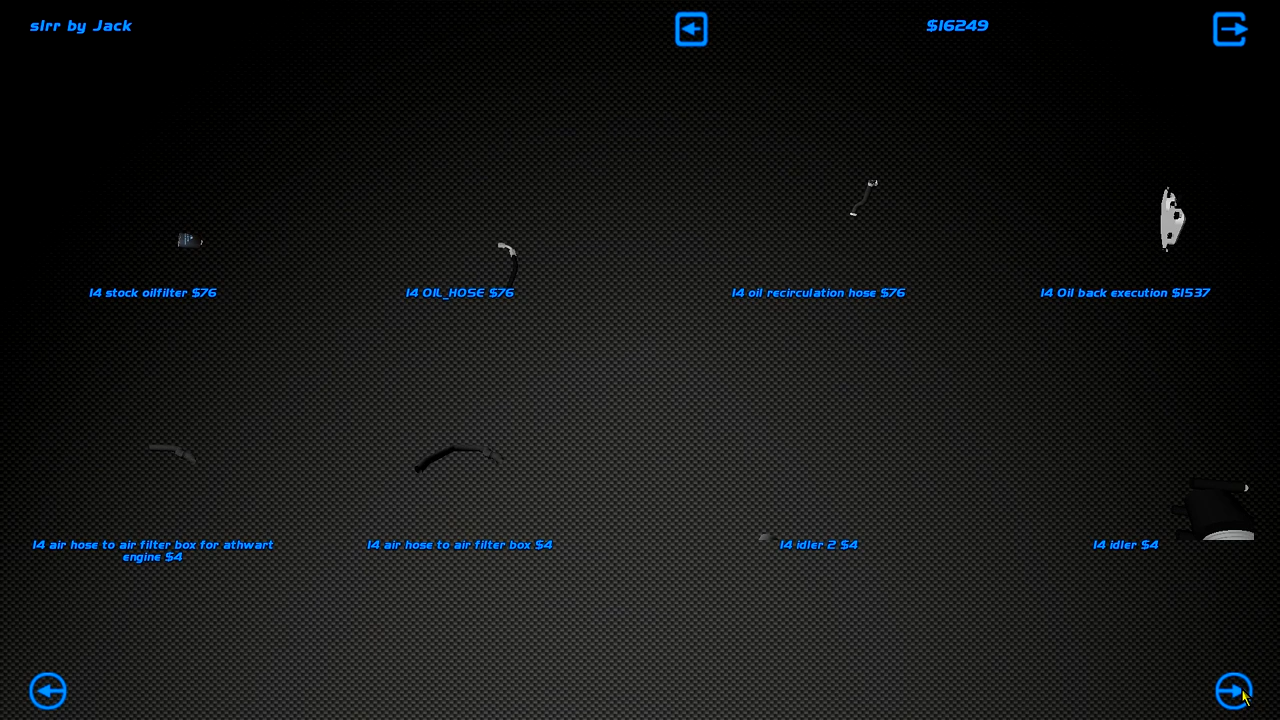 slrr by Jack
$16249
I4 stock oilfilter $76
I4 OIL_HOSE $76
I4 oil recirculation hose $76
I4 Oil back execution $1537
I4 air hose to air filter box for athwart
engine $4
I4 air hose to air filter box $4
I4 idler 2 $4
I4 idler $4